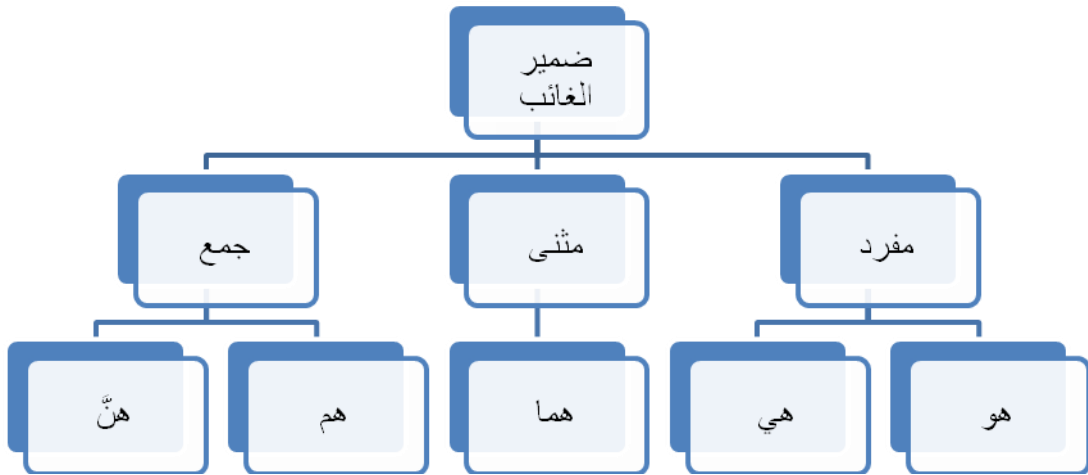 ضمير
الغائب
مفرد
مثنى
جمع
هو
هي
هما
هم
هنَّ